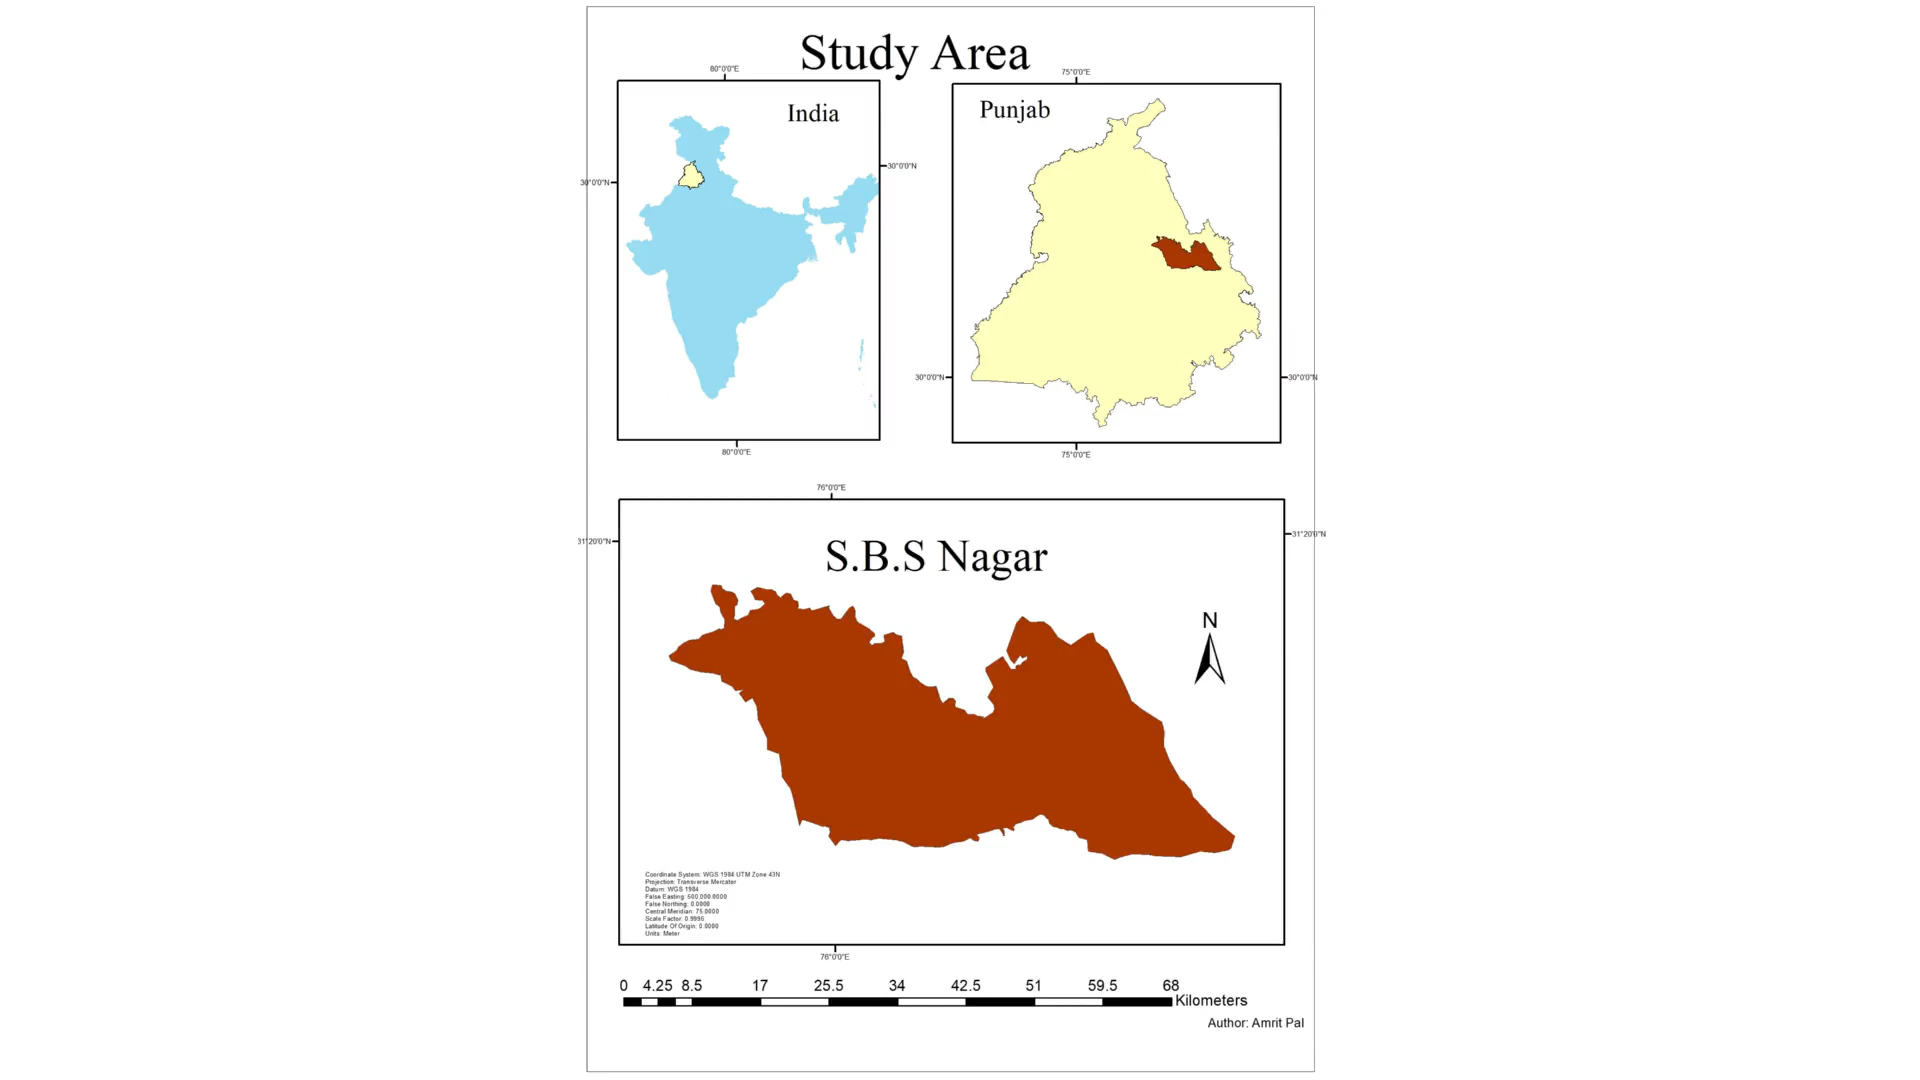 Study Area
80°0'0"E
75°0'0"E
India
Punjab
30°0'0"N
30°0'0"N
30°0'0"N
30°0'0"N
80°0'0"E
75°0'0"E
76°0'0"E
31°20'0"N
31°20'0"N
S.B.S Nagar
N
Coordinate System: WGS 1984 UTM Zone 43N
Projection: Transverse Mercator
Datum: WGS 1984
False Easting: 500,000.0000
False Northing: 0.0000
Central Meridian: 75.0000
Scale Factor: 0.9996
Latitude Of Origin: 0.0000
Units: Meter
76°0'0"E
0 4.25 8.5 17 25.5 34 42.5 51 59.5 68
Kilometers
Author: Amrit Pal